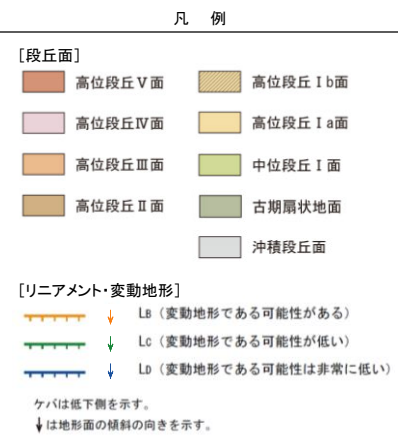 凡 例
[段丘面]
高位段丘Ⅴ面
高位段丘Ⅳ面
高位段丘Ⅲ面
高位段丘Ⅱ面
高位段丘Ⅰb面
高位段丘Ⅰa面
中位段丘Ⅰ面
古期扇状地面
沖積段丘面
[リニアメント・変動地形]
LB（変動地形である可能性がある）
LC（変動地形である可能性が低い）
LD（変動地形である可能性は非常に低い）
ケバは低下側を示す。
↓は地形面の傾斜の向きを示す。